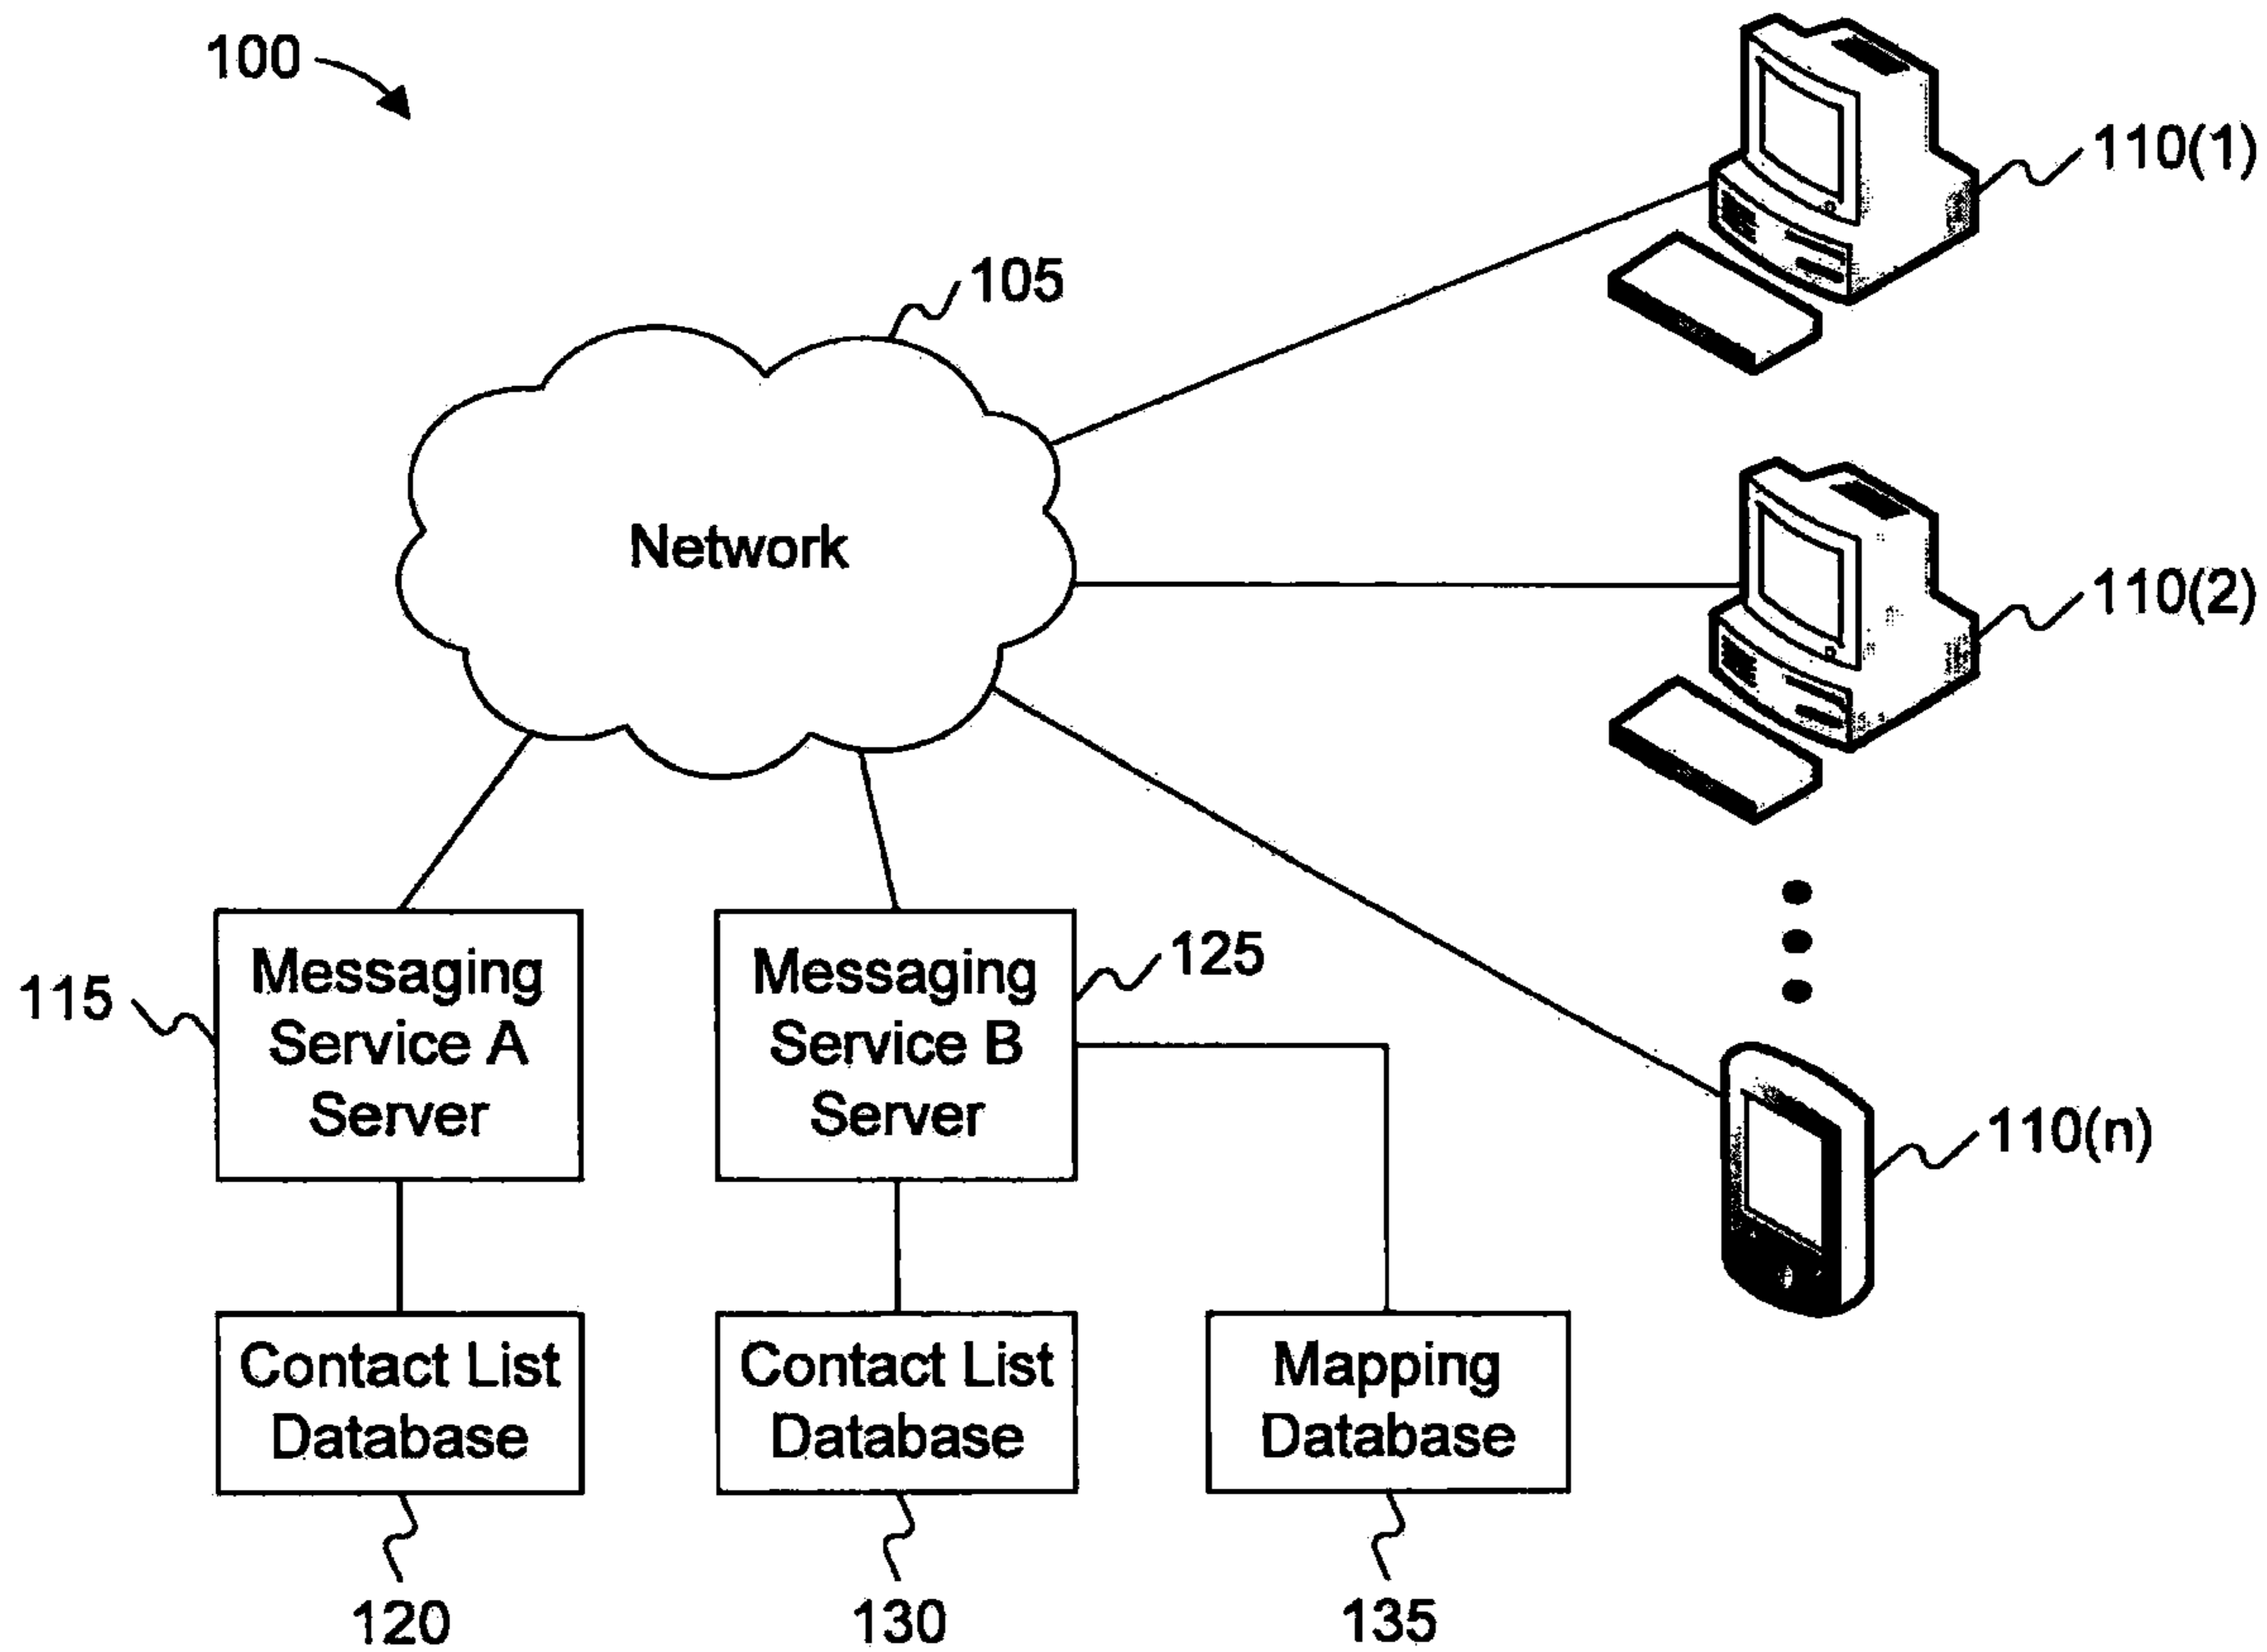 100
110(1)
105
Network
110(2)
Messaging
Service A
Server
115
Messaging
Service B
Server
125
110(n)
Contact List
Database
Contact List
Database
Mapping
Database
120
130
135